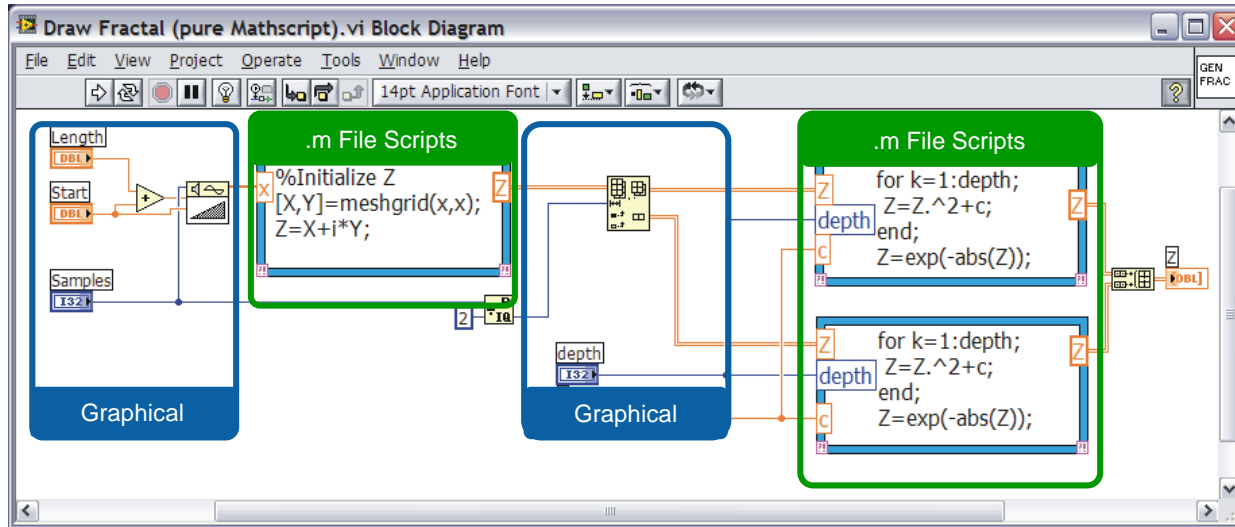 Draw Fractal (pure Mathscript).vi Block Diagram
File Edit View Project Operate Tools Window Help
14pt Application Font
?
GEN
FRAC
Length
DBL
Start
DBL
Samples
I32
Graphical
.m File Scripts
x
%Initialize Z
[X,Y]=meshgrid(x,x);
Z=X+i*Y;
Z
2
IQ
depth
I32
Graphical
.m File Scripts
Z
depth
c
for k=1:depth;
Z=Z.^2+c;
end;
Z=exp(-abs(Z));
Z
Z
depth
c
for k=1:depth;
Z=Z.^2+c;
end;
Z=exp(-abs(Z));
Z
Z
DBL]